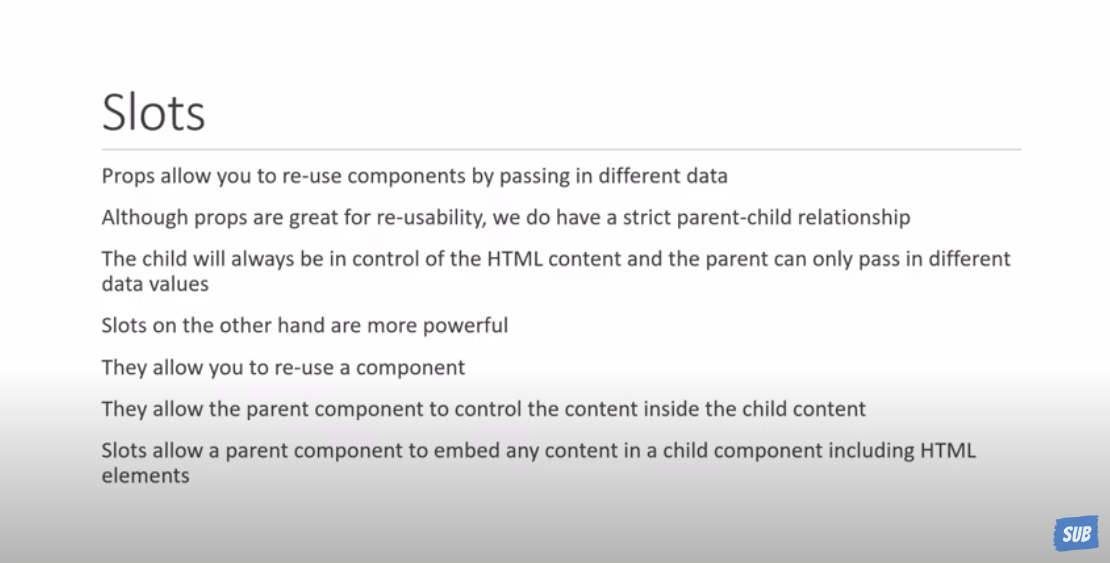 Slots
Props allow you to re-use components by passing in different data
Although props are great for re-usability, we do have a strict parent-child relationship
The child will always be in control of the HTML content and the parent can only pass in different
data values
Slots on the other hand are more powerful
They allow you to re-use a component
They allow the parent component to control the content inside the child content
Slots allow a parent component to embed any content in a child component including HTML
elements
SUB